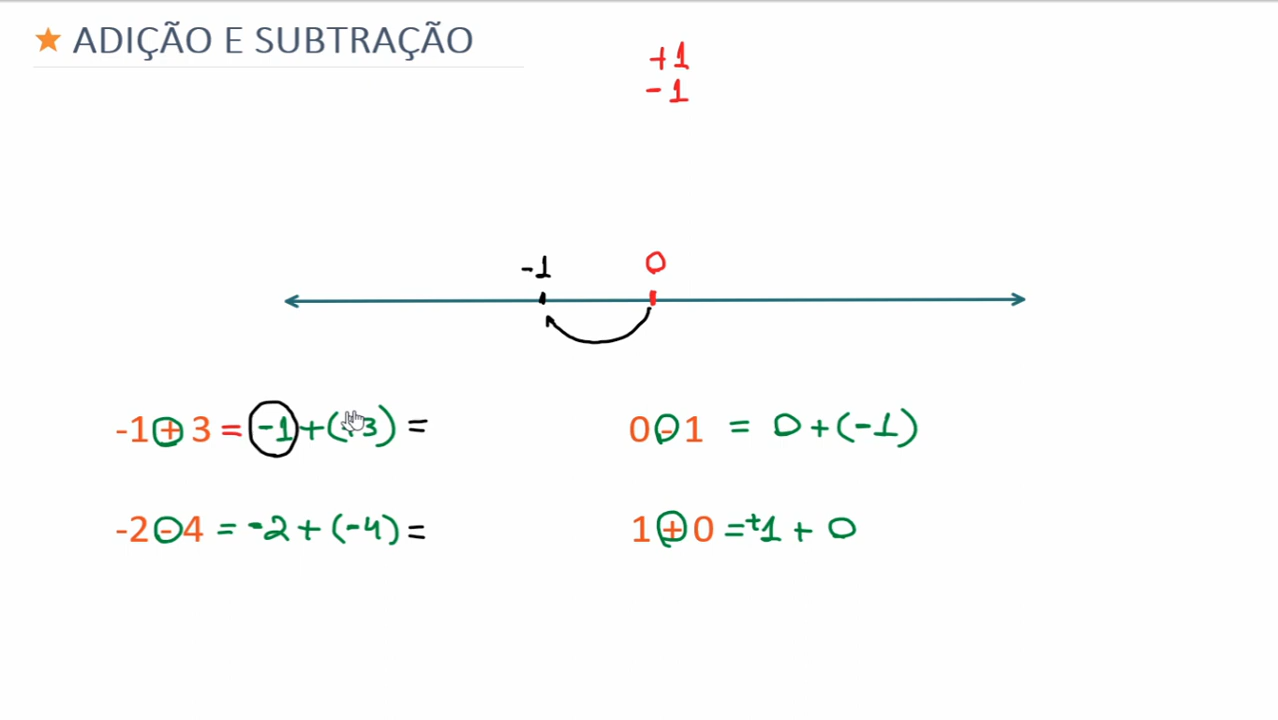 ADIÇÃO E SUBTRAÇÃO
+1
-1
-1 0
-1+3 = -1+( 3) =
0-1 = 0+(-1)
-2-4 = -2+(-4) =
1+0 = +1 + 0